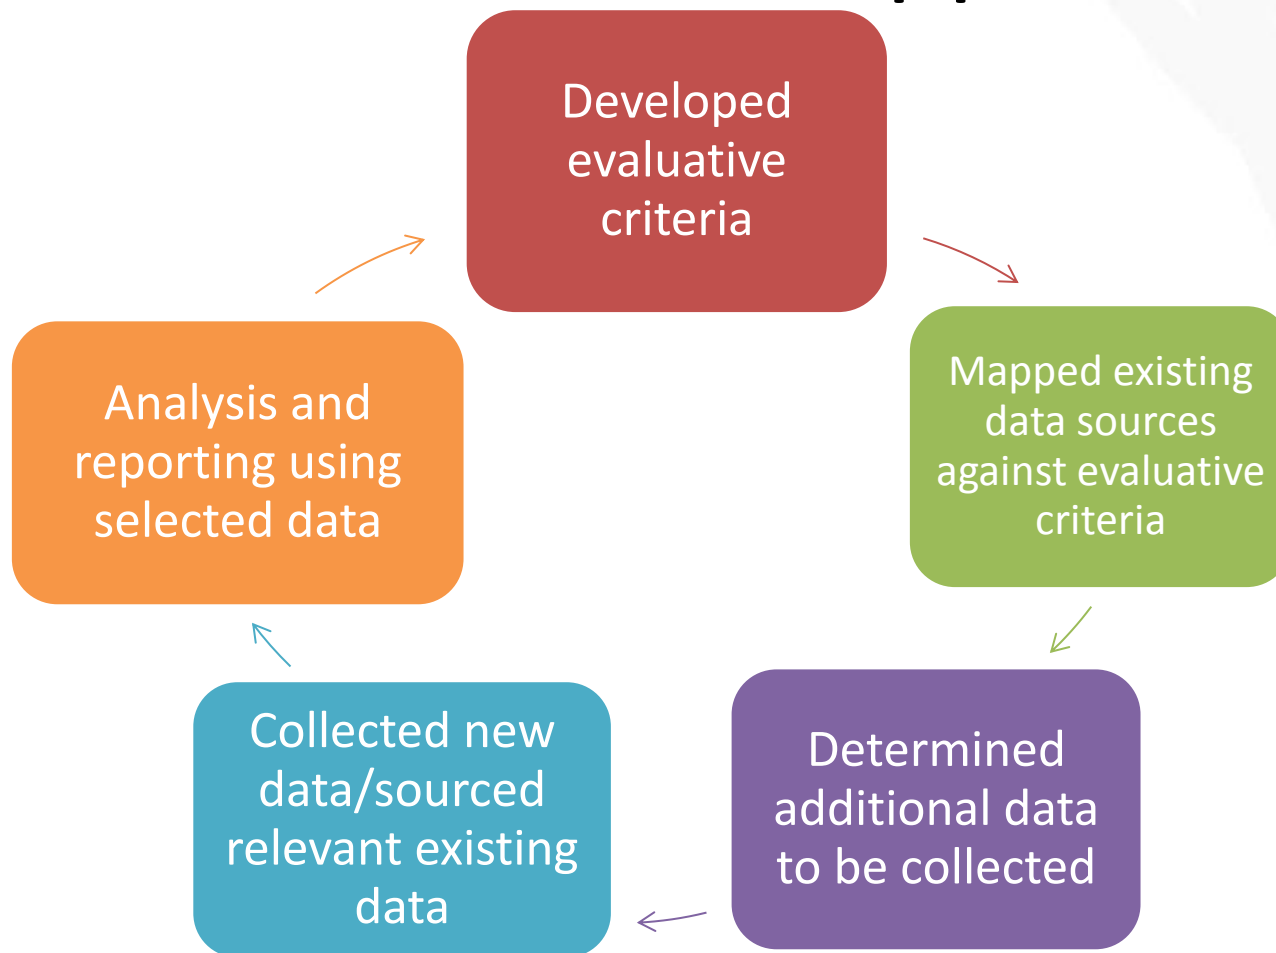 Developed
evaluative
criteria
Mapped existing
data sources
against evaluative
criteria
Determined
additional data
to be collected
Collected new
data/sourced
relevant existing
data
Analysis and
reporting using
selected data